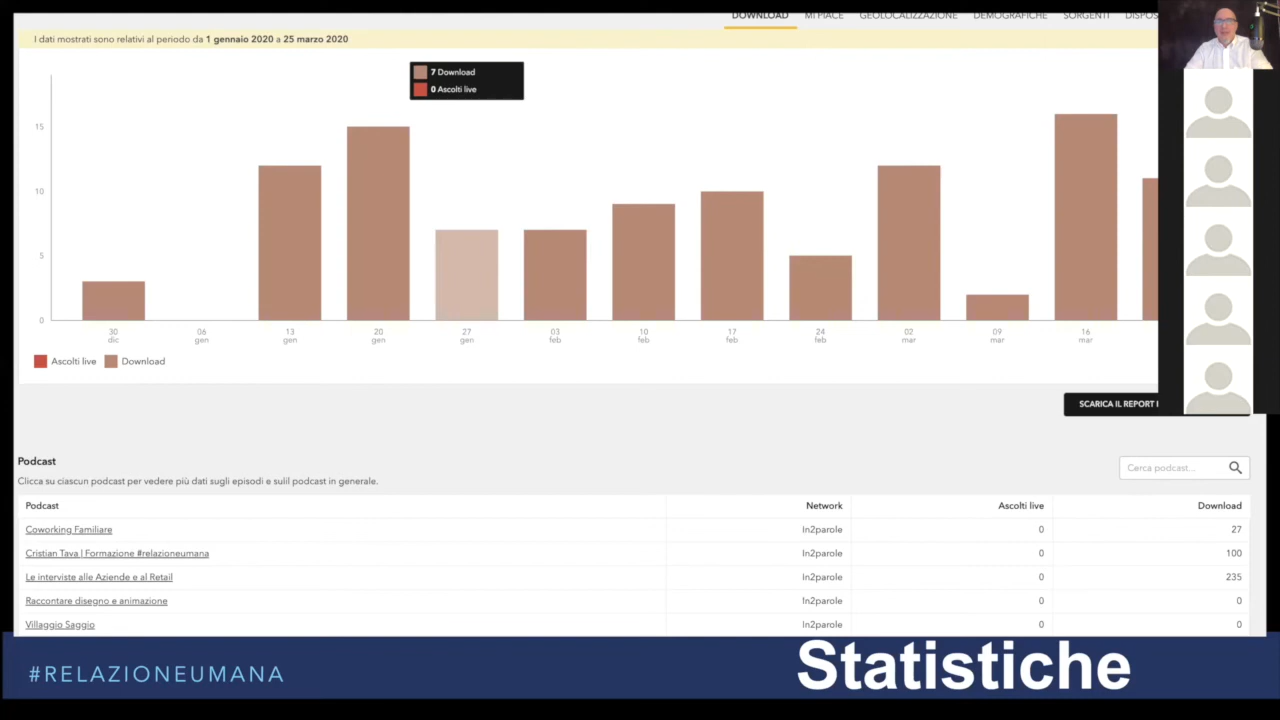 DOWNLOAD MI PIACE GEOLOCALIZZAZIONE DEMOGRAFICHE SORGENTI DISPOS
I dati mostrati sono relativi al periodo da 1 gennaio 2020 a 25 marzo 2020
7 Download
0 Ascolti live
15
10
5
0
30 dic
06 gen
13 gen
20 gen
27 gen
03 feb
10 feb
17 feb
24 feb
02 mar
09 mar
16 mar
Ascolti live Download
SCARICA IL REPORT
Podcast
Cerca podcast...
Clicca su ciascun podcast per vedere più dati sugli episodi e sulil podcast in generale.
Podcast Network Ascolti live Download
Coworking Familiare In2parole 0 27
Cristian Tava | Formazione #relazioneumana In2parole 0 100
Le interviste alle Aziende e al Retail In2parole 0 235
Raccontare disegno e animazione In2parole 0 0
Villaggio Saggio In2parole 0 0
#RELAZIONEUMANA
Statistiche